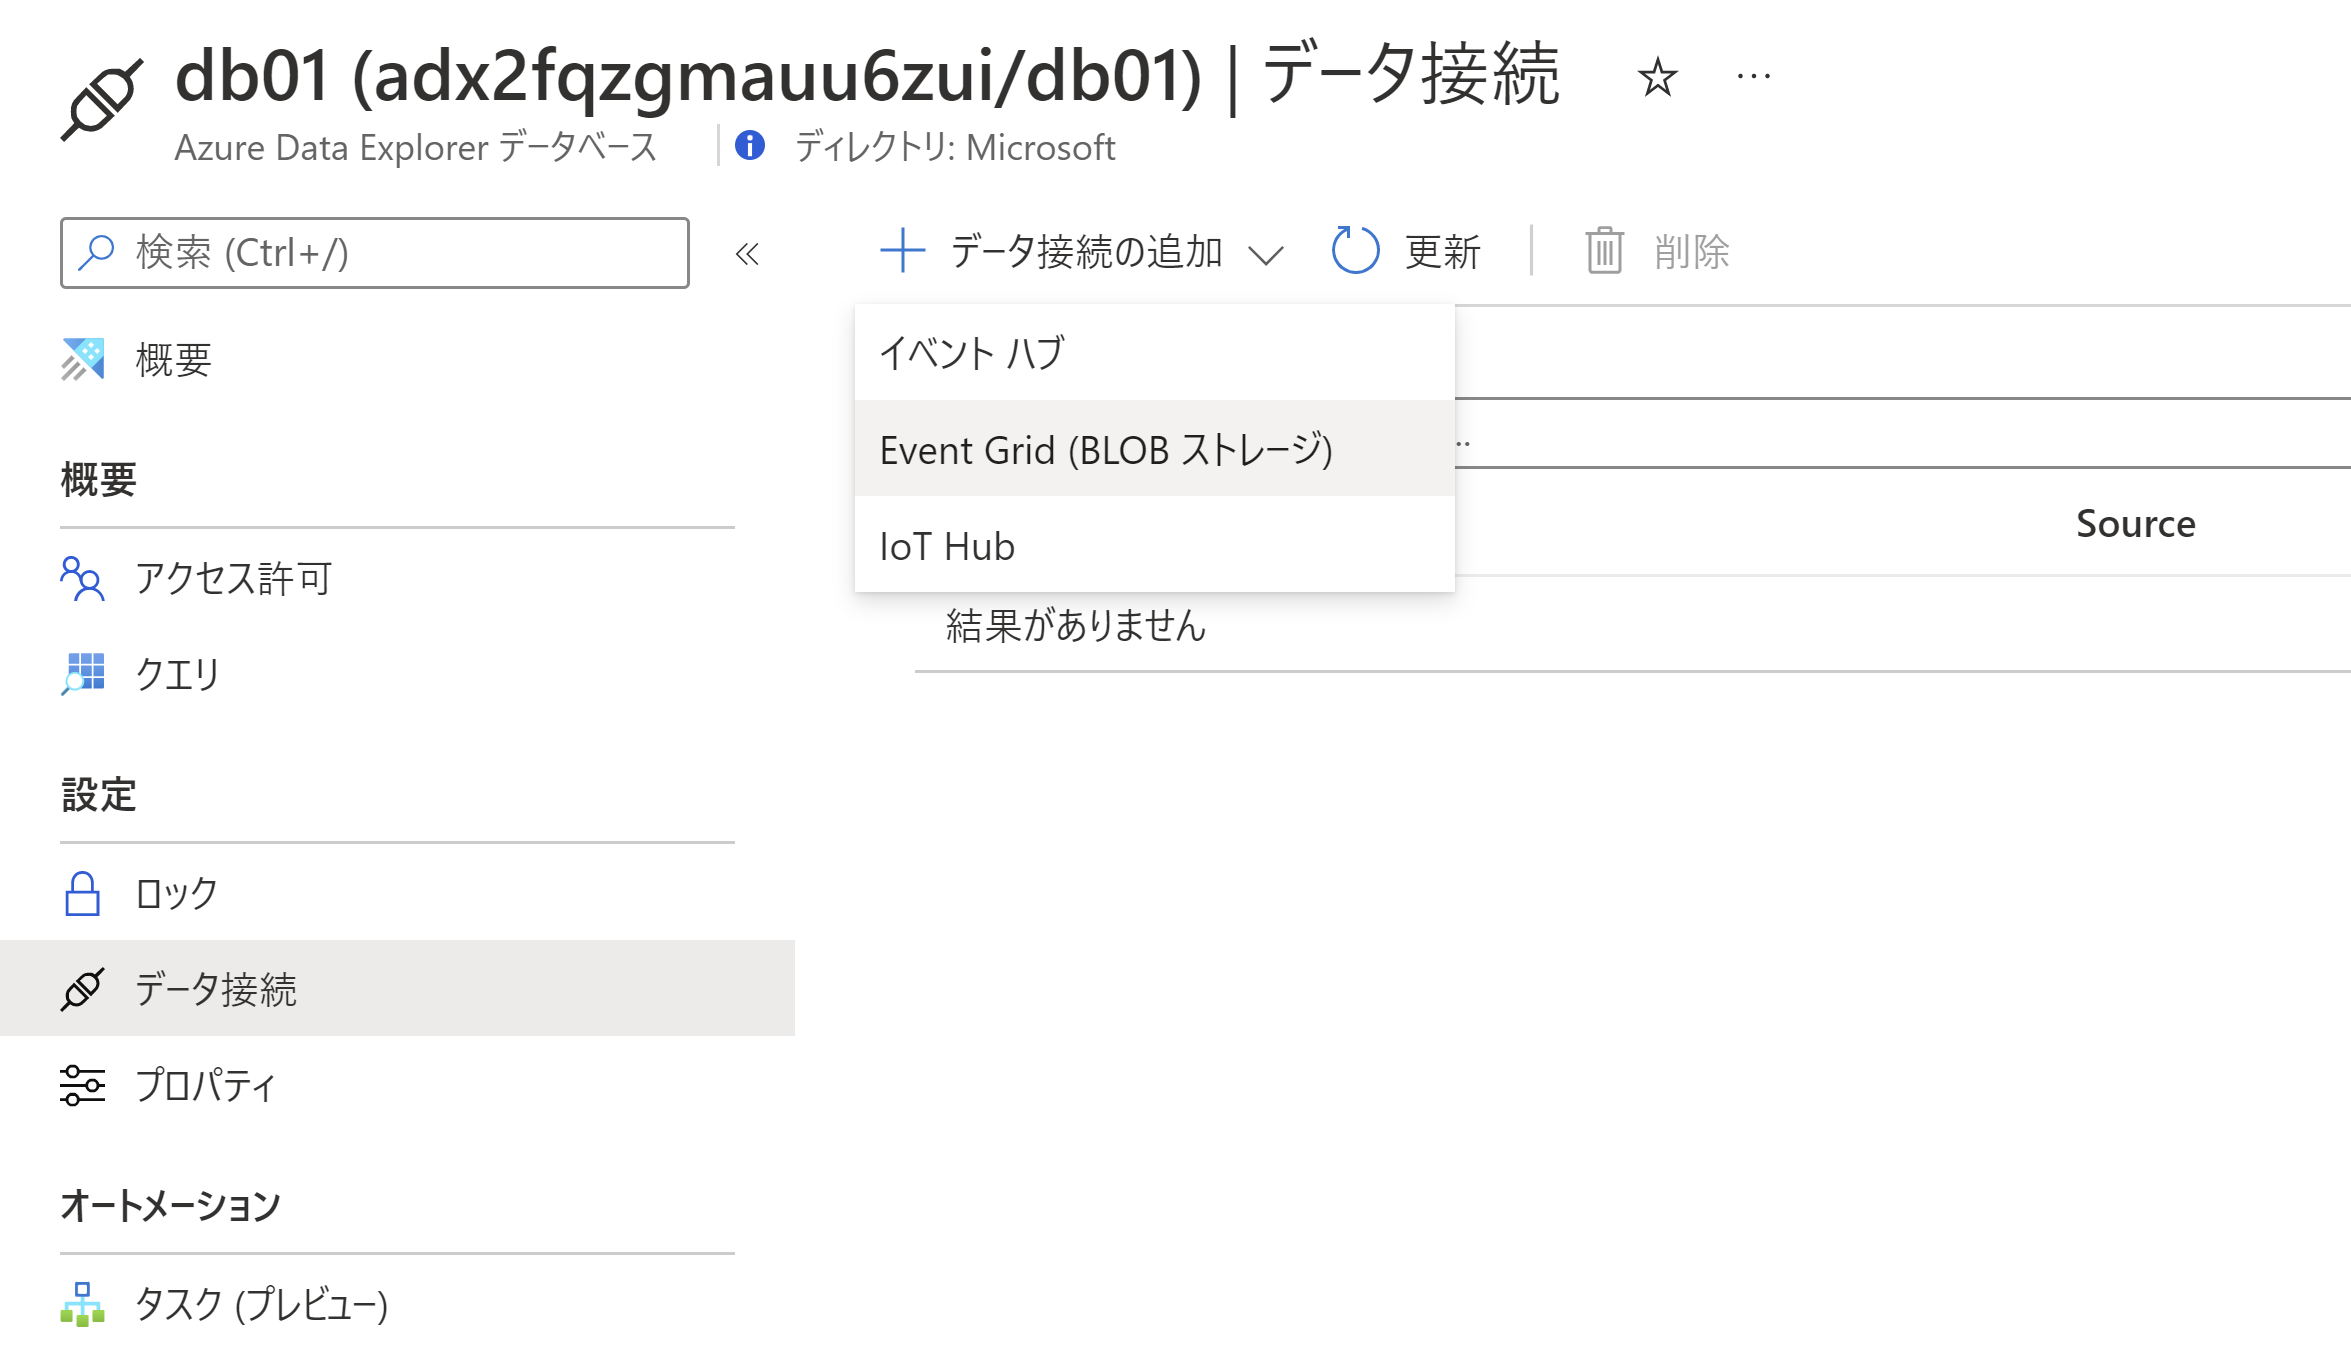 db01 (adx2fqzgmauu6zui/db01) | データ接続 ☆ ···
Azure Data Explorer データベース
ディレクトリ: Microsoft
検索 (Ctrl+/)
«
データ接続の追加
更新
削除
概要
イベント ハブ
Event Grid (BLOB ストレージ)
IoT Hub
..
Source
結果がありません
概要
アクセス許可
クエリ
設定
ロック
データ接続
プロパティ
オートメーション
タスク (プレビュー)